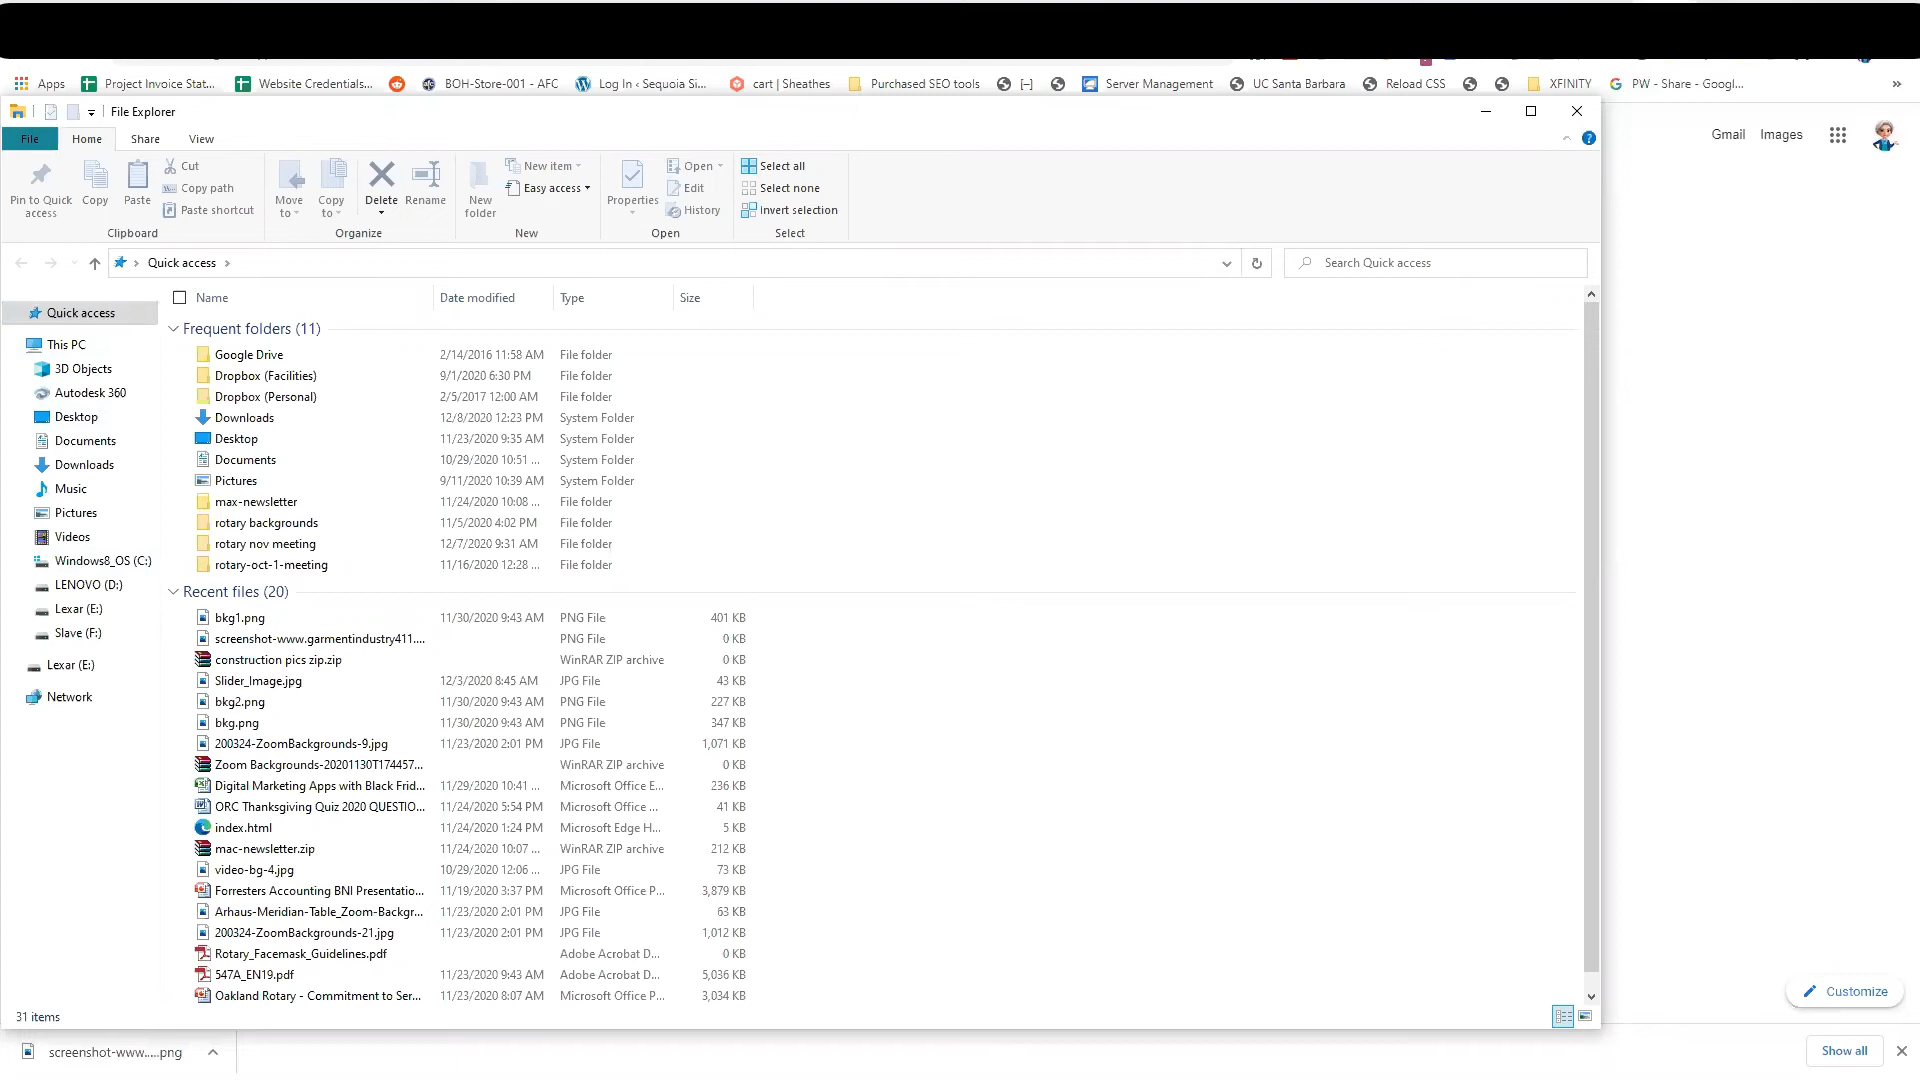 Apps Project Invoice Stat... Website Credentials... BOH-Store-001 - AFC Log In ‹ Sequoia Si... cart | Sheathes Purchased SEO tools [--] Server Management UC Santa Barbara Reload CSS XFINITY PW - Share - Googl... »
File Explorer
File Home Share View
Gmail Images
Pin to Quick access
Copy
Paste
Cut
Copy path
Paste shortcut
Move to
Copy to
Delete
Rename
New folder
New item
Easy access
Properties
Open
Edit
History
Select all
Select none
Invert selection
Clipboard Organize New Open Select
Quick access
Search Quick access
Quick access
This PC
3D Objects
Autodesk 360
Desktop
Documents
Downloads
Music
Pictures
Videos
Windows8_OS (C:)
LENOVO (D:)
Lexar (E:)
Slave (F:)
Lexar (E:)
Network
Name Date modified Type Size
Frequent folders (11)
Google Drive 2/14/2016 11:58 AM File folder
Dropbox (Facilities) 9/1/2020 6:30 PM File folder
Dropbox (Personal) 2/5/2017 12:00 AM File folder
Downloads 12/8/2020 12:23 PM System Folder
Desktop 11/23/2020 9:35 AM System Folder
Documents 10/29/2020 10:51 ... System Folder
Pictures 9/11/2020 10:39 AM System Folder
max-newsletter 11/24/2020 10:08 ... File folder
rotary backgrounds 11/5/2020 4:02 PM File folder
rotary nov meeting 12/7/2020 9:31 AM File folder
rotary-oct-1-meeting 11/16/2020 12:28 ... File folder
Recent files (20)
bkg1.png 11/30/2020 9:43 AM PNG File 401 KB
screenshot-www.garmentindustry411.... PNG File 0 KB
construction pics zip.zip WinRAR ZIP archive 0 KB
Slider_Image.jpg 12/3/2020 8:45 AM JPG File 43 KB
bkg2.png 11/30/2020 9:43 AM PNG File 227 KB
bkg.png 11/30/2020 9:43 AM PNG File 347 KB
200324-ZoomBackgrounds-9.jpg 11/23/2020 2:01 PM JPG File 1,071 KB
Zoom Backgrounds-20201130T174457... WinRAR ZIP archive 0 KB
Digital Marketing Apps with Black Frid... 11/29/2020 10:41 ... Microsoft Office E... 236 KB
ORC Thanksgiving Quiz 2020 QUESTIO... 11/24/2020 5:54 PM Microsoft Office ... 41 KB
index.html 11/24/2020 1:24 PM Microsoft Edge H... 5 KB
mac-newsletter.zip 11/24/2020 10:07 ... WinRAR ZIP archive 212 KB
video-bg-4.jpg 10/29/2020 12:06 ... JPG File 73 KB
Forresters Accounting BNI Presentatio... 11/19/2020 3:37 PM Microsoft Office P... 3,879 KB
Arhaus-Meridian-Table_Zoom-Backgr... 11/23/2020 2:01 PM JPG File 63 KB
200324-ZoomBackgrounds-21.jpg 11/23/2020 2:01 PM JPG File 1,012 KB
Rotary_Facemask_Guidelines.pdf Adobe Acrobat D... 0 KB
547A_EN19.pdf 11/23/2020 9:43 AM Adobe Acrobat D... 5,036 KB
Oakland Rotary - Commitment to Ser... 11/23/2020 8:07 AM Microsoft Office P... 3,034 KB
31 items
Customize
screenshot-www.....png
Show all